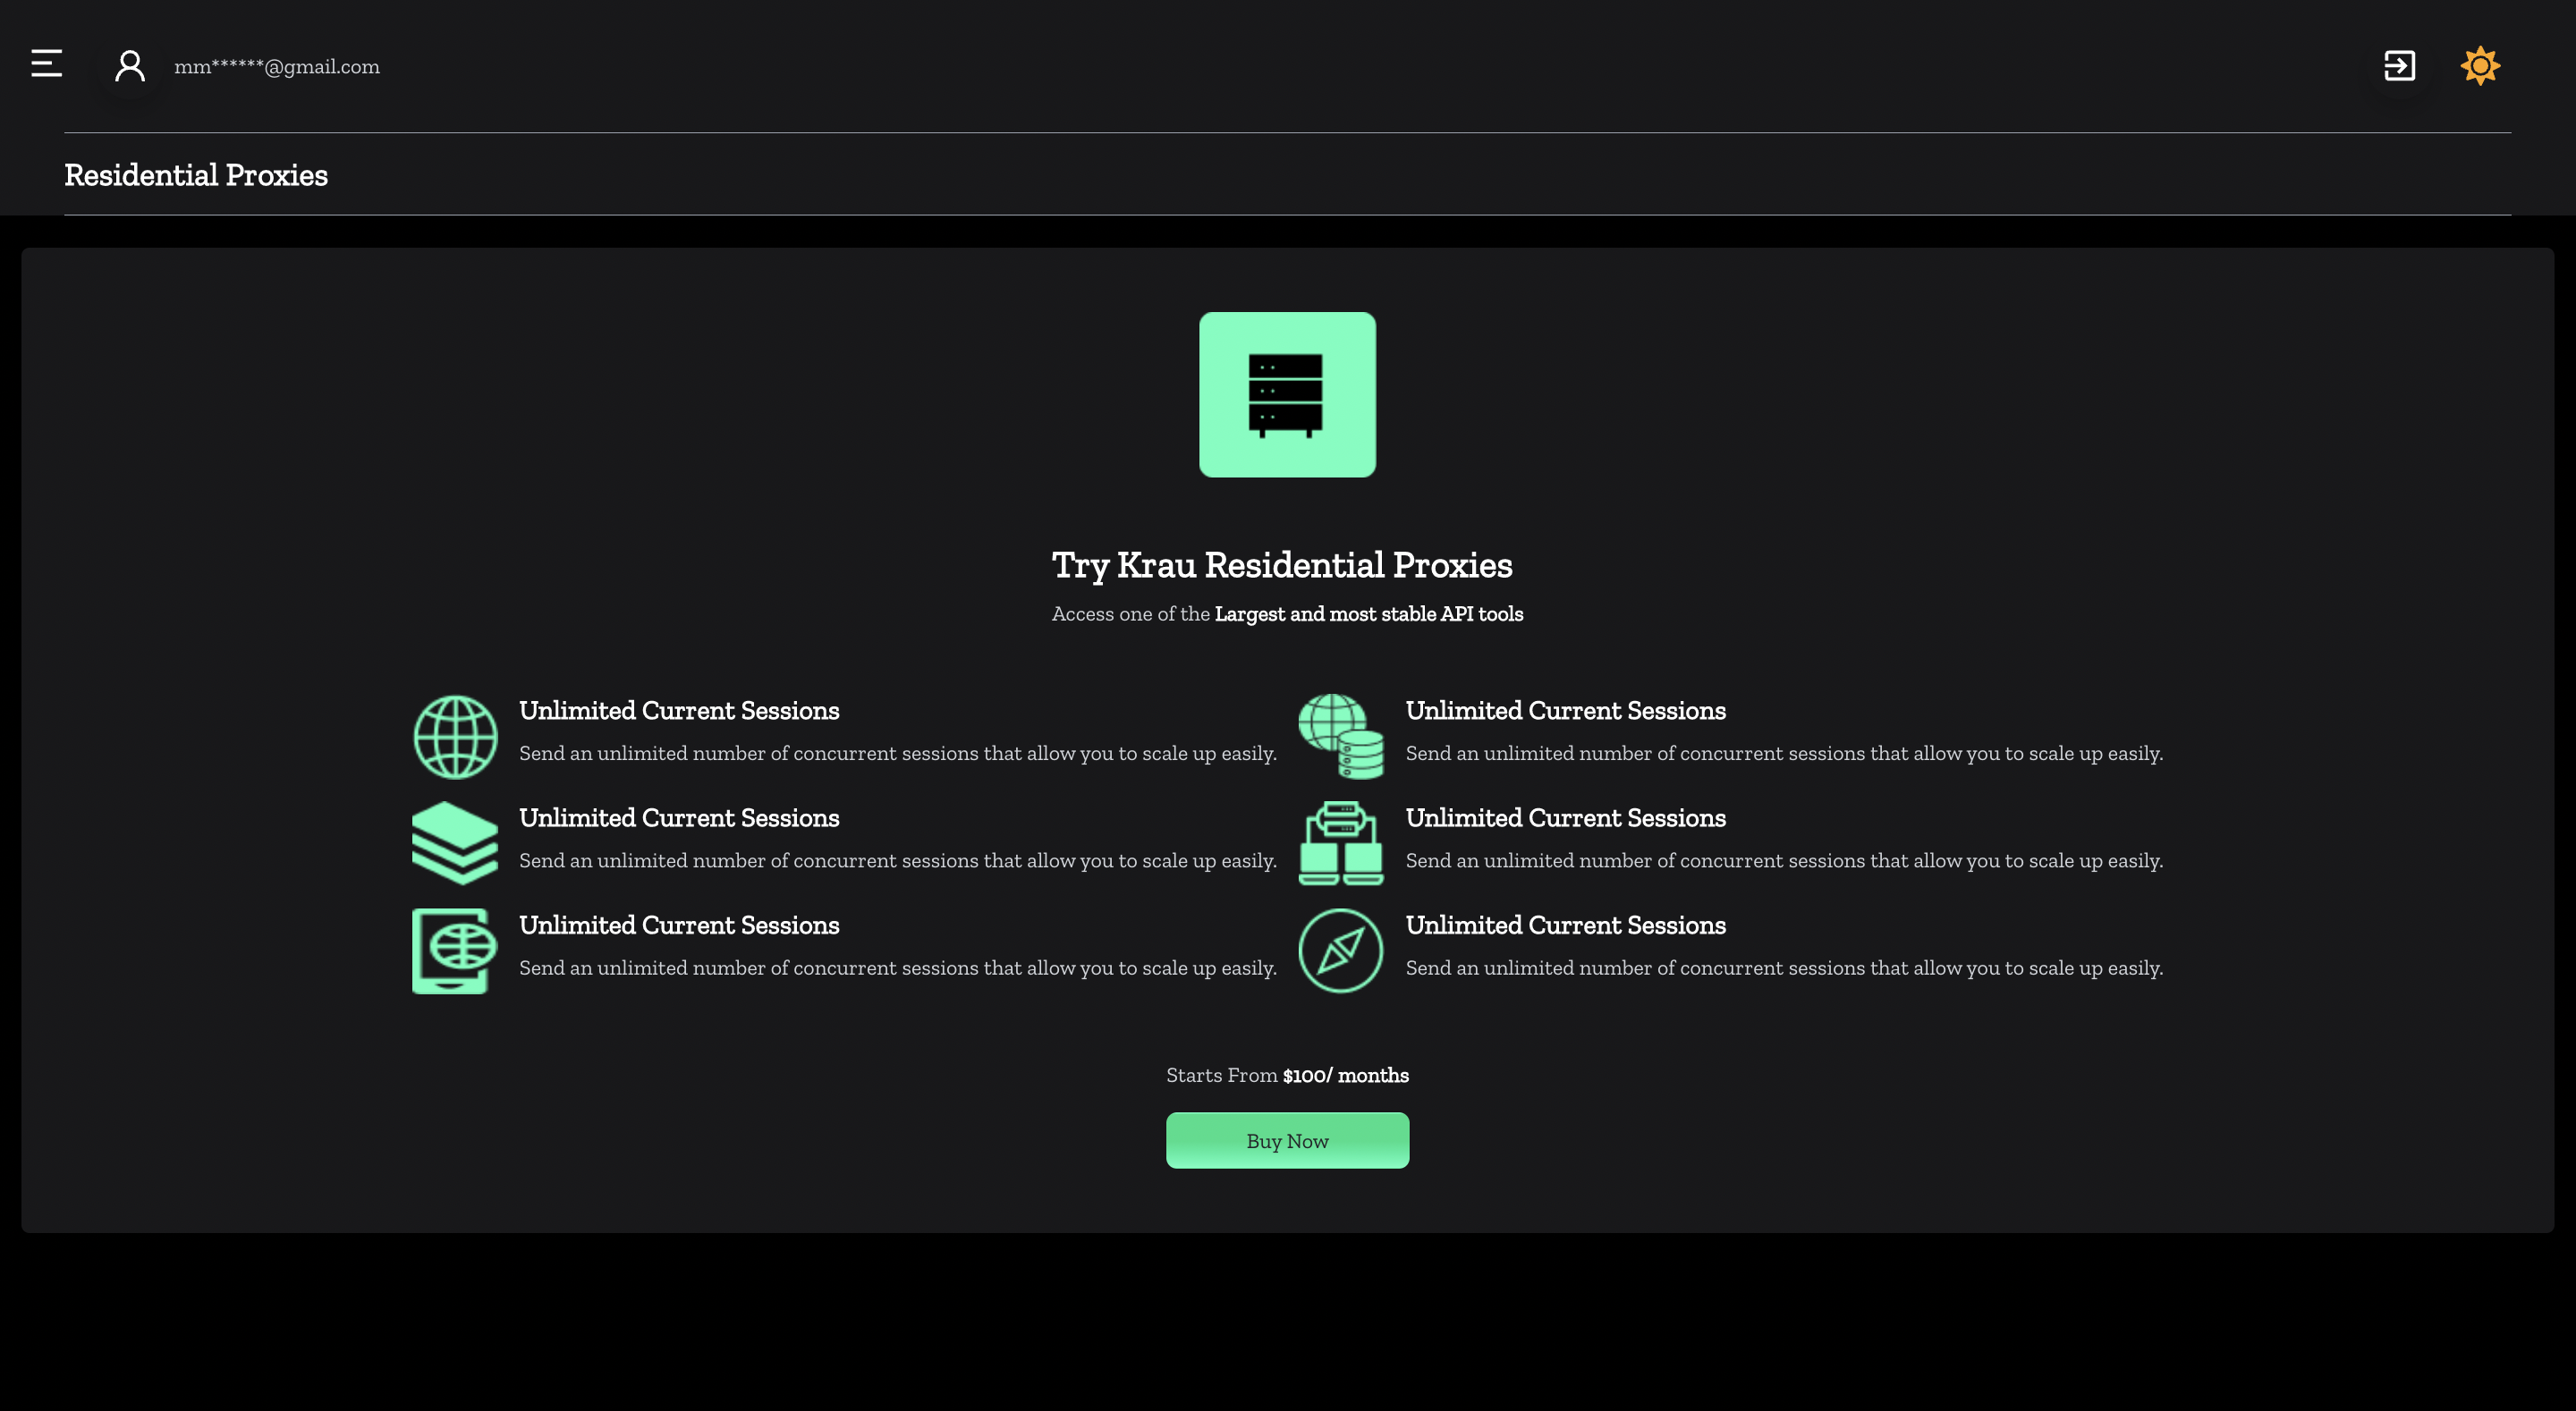 mm******@gmail.com
Residential Proxies
Try Krau Residential Proxies
Access one of the Largest and most stable API tools
Unlimited Current Sessions
Send an unlimited number of concurrent sessions that allow you to scale up easily.
Unlimited Current Sessions
Send an unlimited number of concurrent sessions that allow you to scale up easily.
Unlimited Current Sessions
Send an unlimited number of concurrent sessions that allow you to scale up easily.
Unlimited Current Sessions
Send an unlimited number of concurrent sessions that allow you to scale up easily.
Unlimited Current Sessions
Send an unlimited number of concurrent sessions that allow you to scale up easily.
Unlimited Current Sessions
Send an unlimited number of concurrent sessions that allow you to scale up easily.
Starts From $100/ months
Buy Now